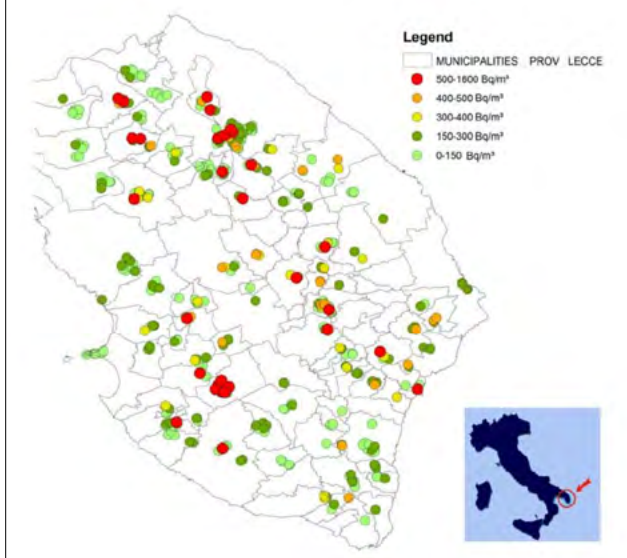 Legend
MUNICIPALITIES PROV LECCE
500-1600 Bq/m³
400-500 Bq/m³
300-400 Bq/m³
150-300 Bq/m³
0-150 Bq/m³